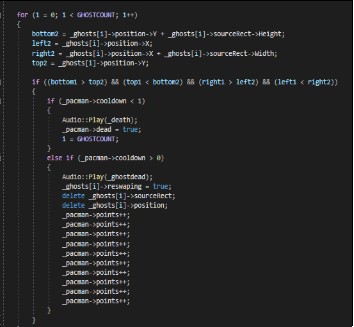 for (i = 0; i < GHOSTCOUNT; i++)
{
bottom2 = _ghosts[i]->position->Y + _ghosts[i]->sourceRect->Height;
left2 = _ghosts[i]->position->X;
right2 = _ghosts[i]->position->X + _ghosts[i]->sourceRect->Width;
top2 = _ghosts[i]->position->Y;
if ((bottom1 > top2) && (top1 < bottom2) && (right1 > left2) && (left1 < right2))
{
if (_pacman->cooldown < 1)
{
Audio::Play(_death);
_pacman->dead = true;
i = GHOSTCOUNT;
}
else if (_pacman->cooldown > 0)
{
Audio::Play(_ghostdead);
_ghosts[i]->reswaping = true;
delete _ghosts[i]->sourceRect;
delete _ghosts[i]->position;
_pacman->points++;
_pacman->points++;
_pacman->points++;
_pacman->points++;
_pacman->points++;
_pacman->points++;
_pacman->points++;
_pacman->points++;
_pacman->points++;
_pacman->points++;
}
}
}